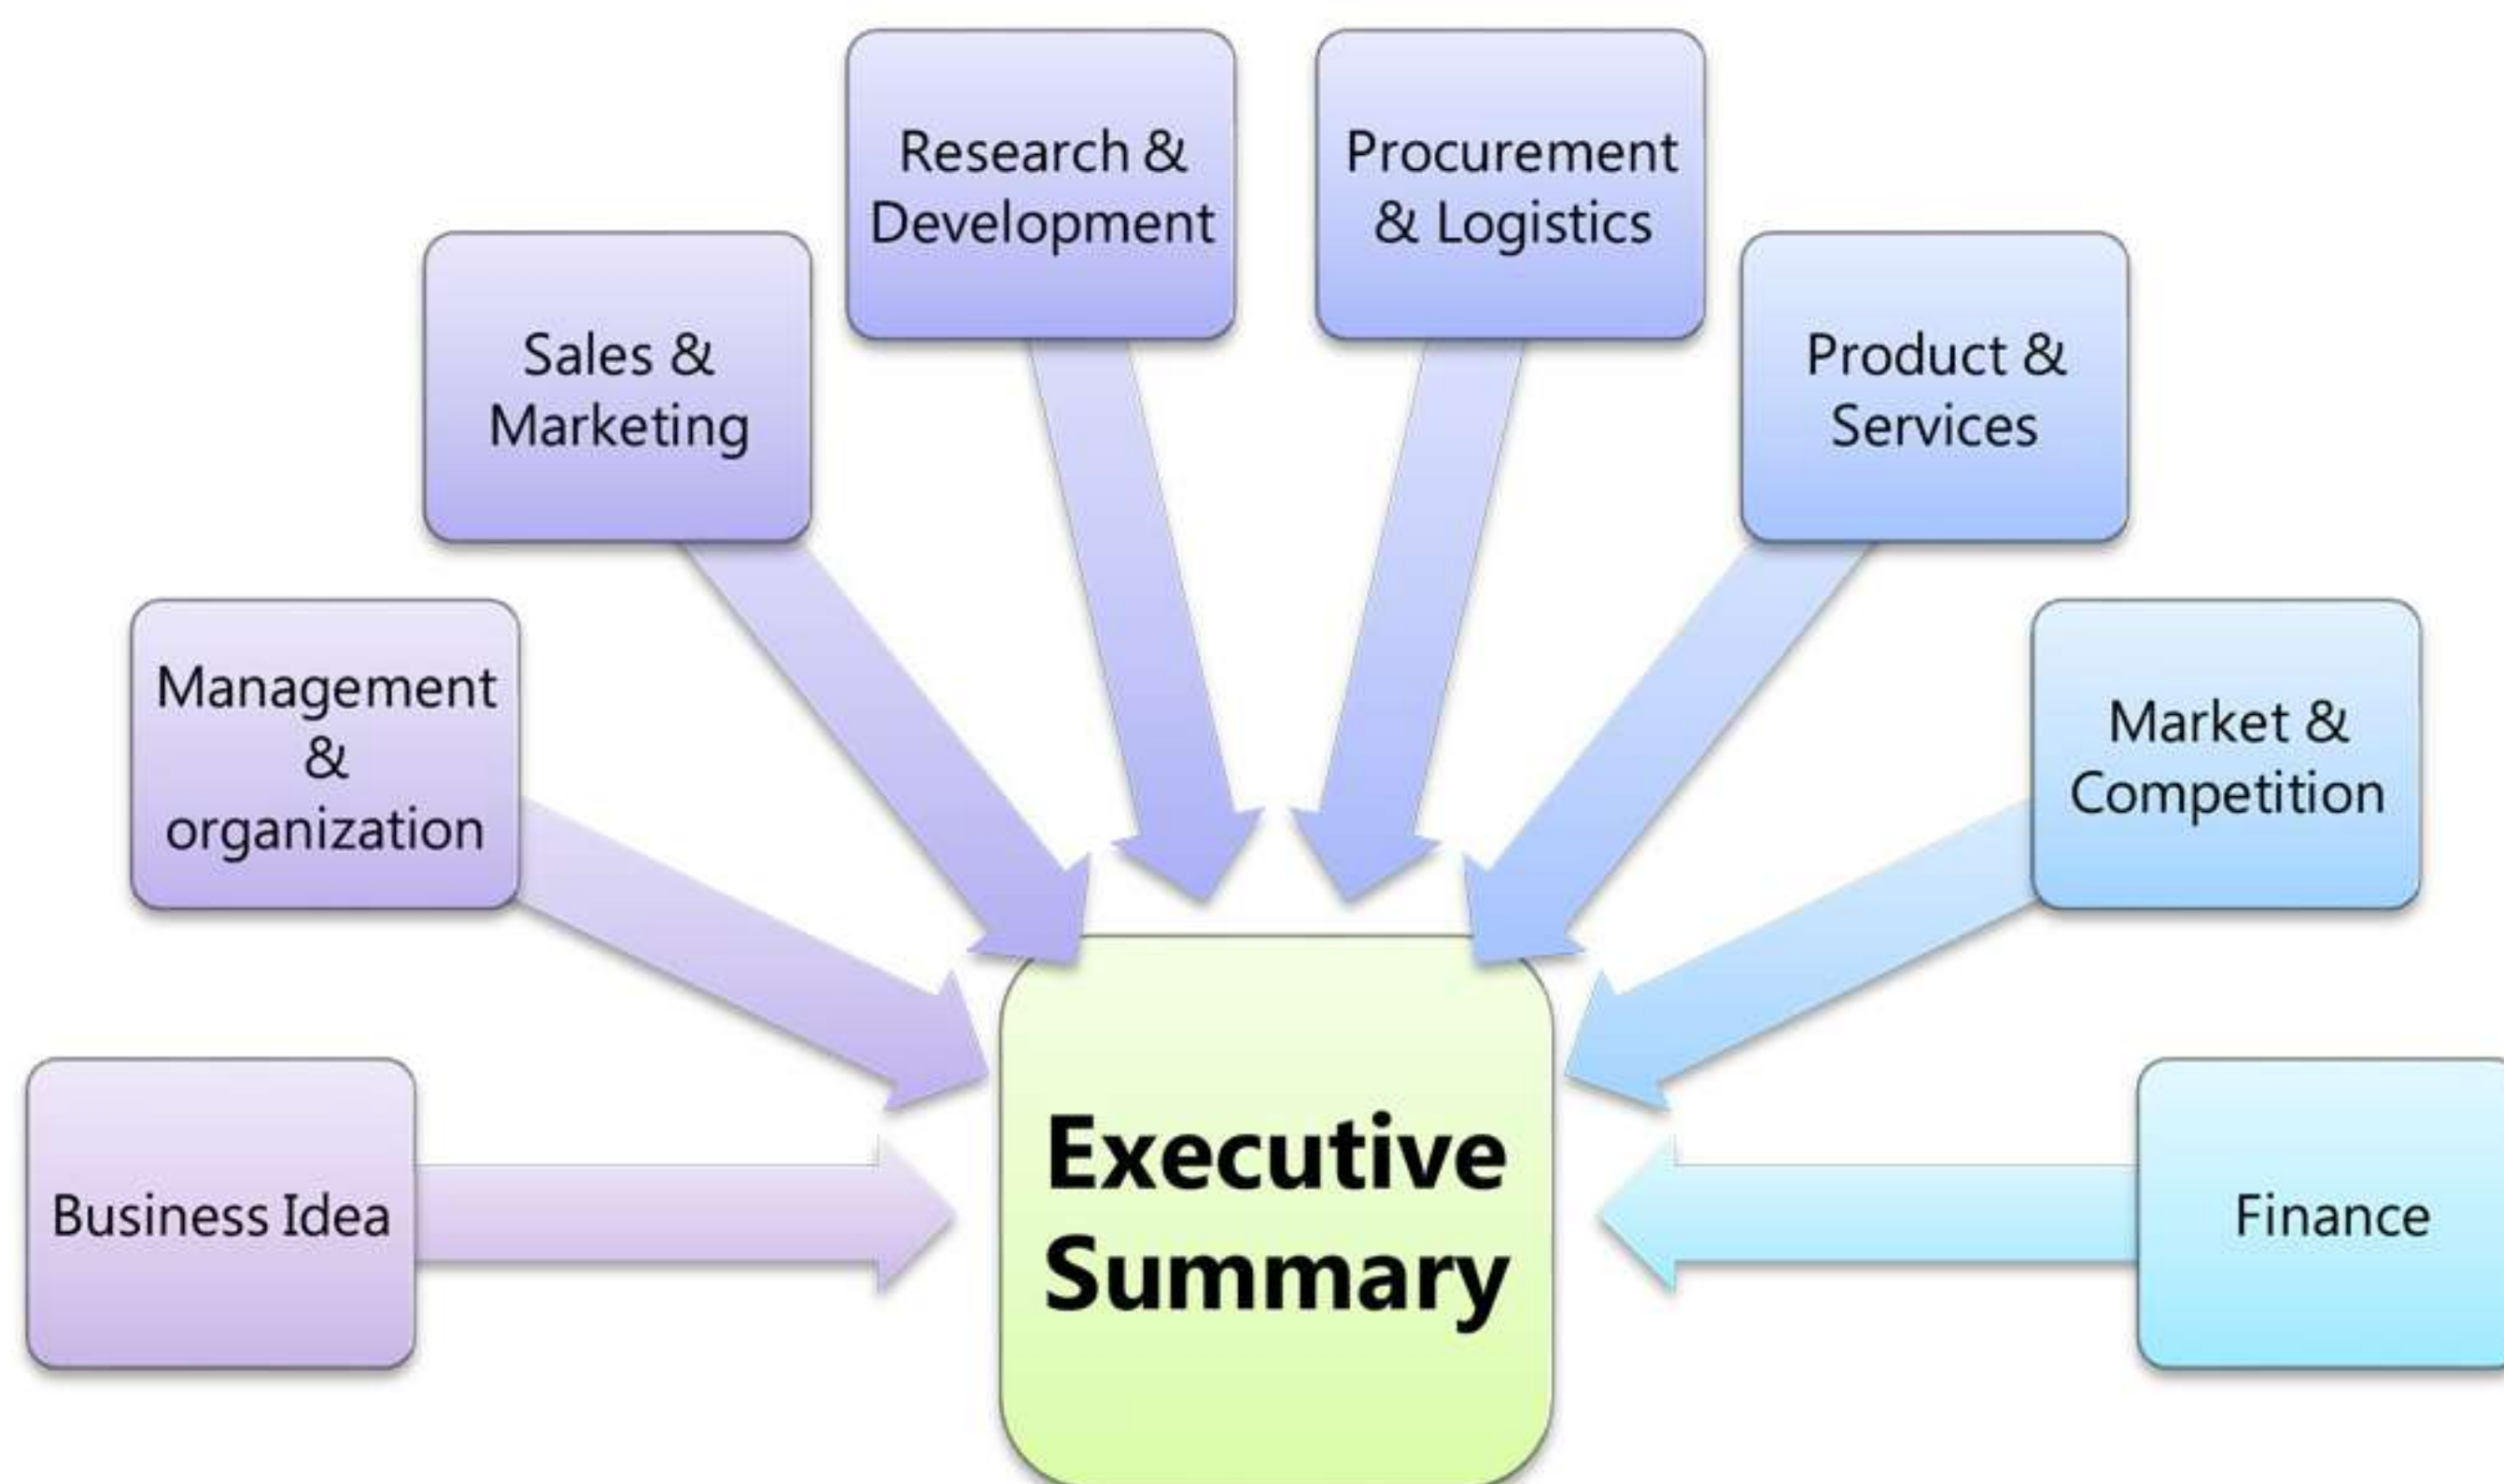 Research &
Development
Procurement
& Logistics
Sales &
Marketing
Product &
Services
Management
&
organization
Market &
Competition
Business Idea
Executive
Summary
Finance